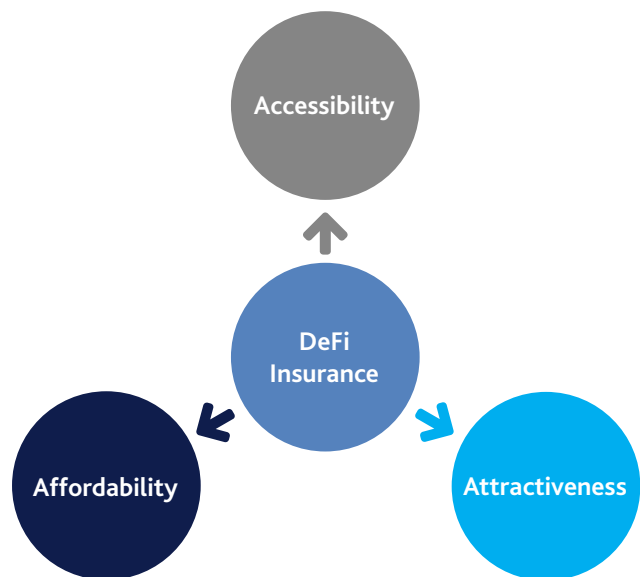 Accessibility
DeFi
Insurance
Affordability
Attractiveness